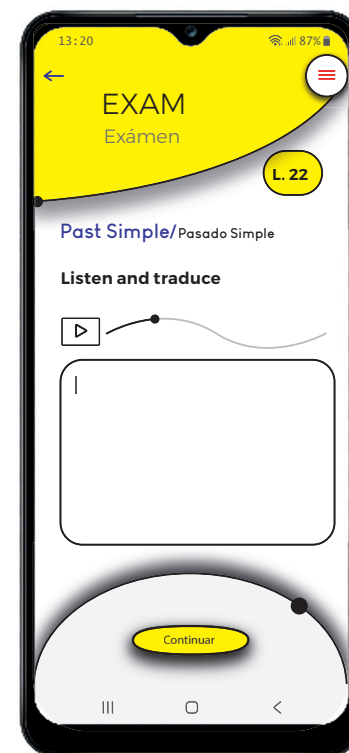 13:20 87%
EXAM
Exámen
L. 22
Past Simple/Pasado Simple
Listen and traduce
Continuar